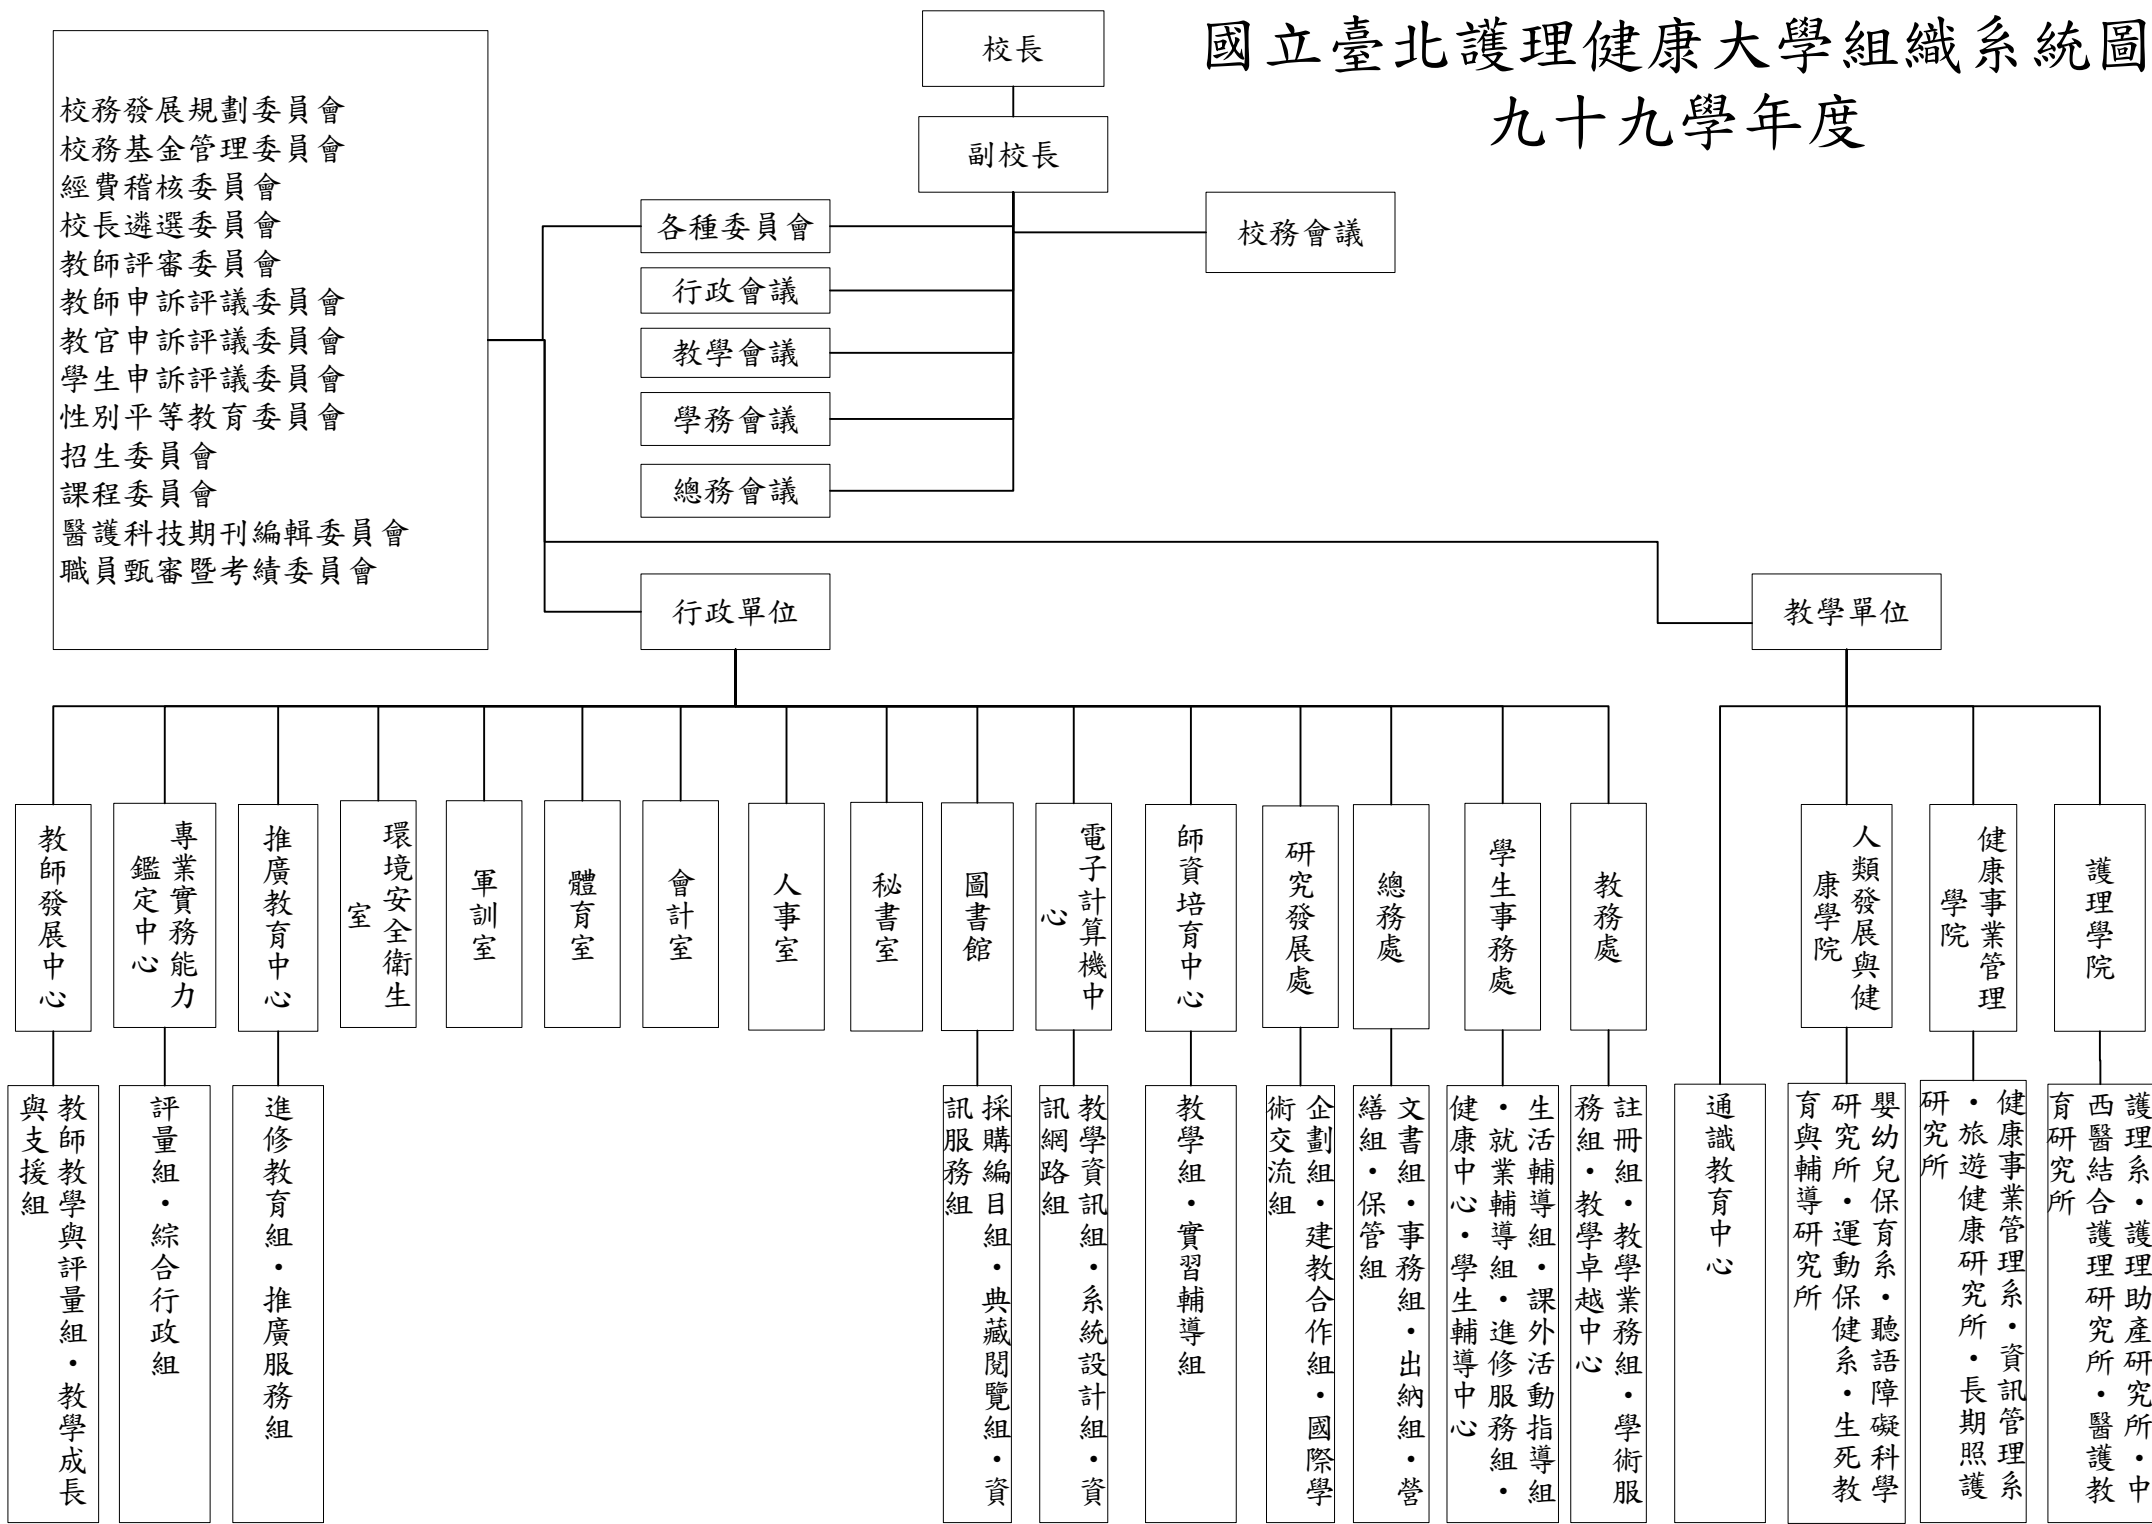 國立臺北護理健康大學組織系統圖
九十九學年度
校長
副校長
校務會議
各種委員會
行政會議
教學會議
學務會議
總務會議
校務發展規劃委員會
校務基金管理委員會
經費稽核委員會
校長遴選委員會
教師評審委員會
教師申訴評議委員會
教官申訴評議委員會
學生申訴評議委員會
性別平等教育委員會
招生委員會
課程委員會
醫護科技期刊編輯委員會
職員甄審暨考績委員會
行政單位
教學單位
教師發展中心
專業實務能力
鑑定中心
推廣教育中心
環境安全衛生
室
軍訓室
體育室
會計室
人事室
秘書室
圖書館
電子計算機中
心
師資培育中心
研究發展處
總務處
學生事務處
教務處
人類發展與健
康學院
健康事業管理
學院
護理學院
教師教學與評量組・教學成長
與支援組
評量組・綜合行政組
進修教育組・推廣服務組
採購編目組・典藏閱覽組・資
訊服務組
教學資訊組・系統設計組・資
訊網路組
教學組・實習輔導組
企劃組・建教合作組・國際學
術交流組
文書組・事務組・出納組・營
繕組・保管組
生活輔導組・課外活動指導組
・就業輔導組・進修服務組・
健康中心・學生輔導中心
註冊組・教學業務組・學術服
務組・教學卓越中心
通識教育中心
嬰幼兒保育系・聽語障礙科學
研究所・運動保健系・生死教
育與輔導研究所
健康事業管理系・資訊管理系
・旅遊健康研究所・長期照護
研究所
護理系・護理助產研究所・中
西醫結合護理研究所・醫護教
育研究所